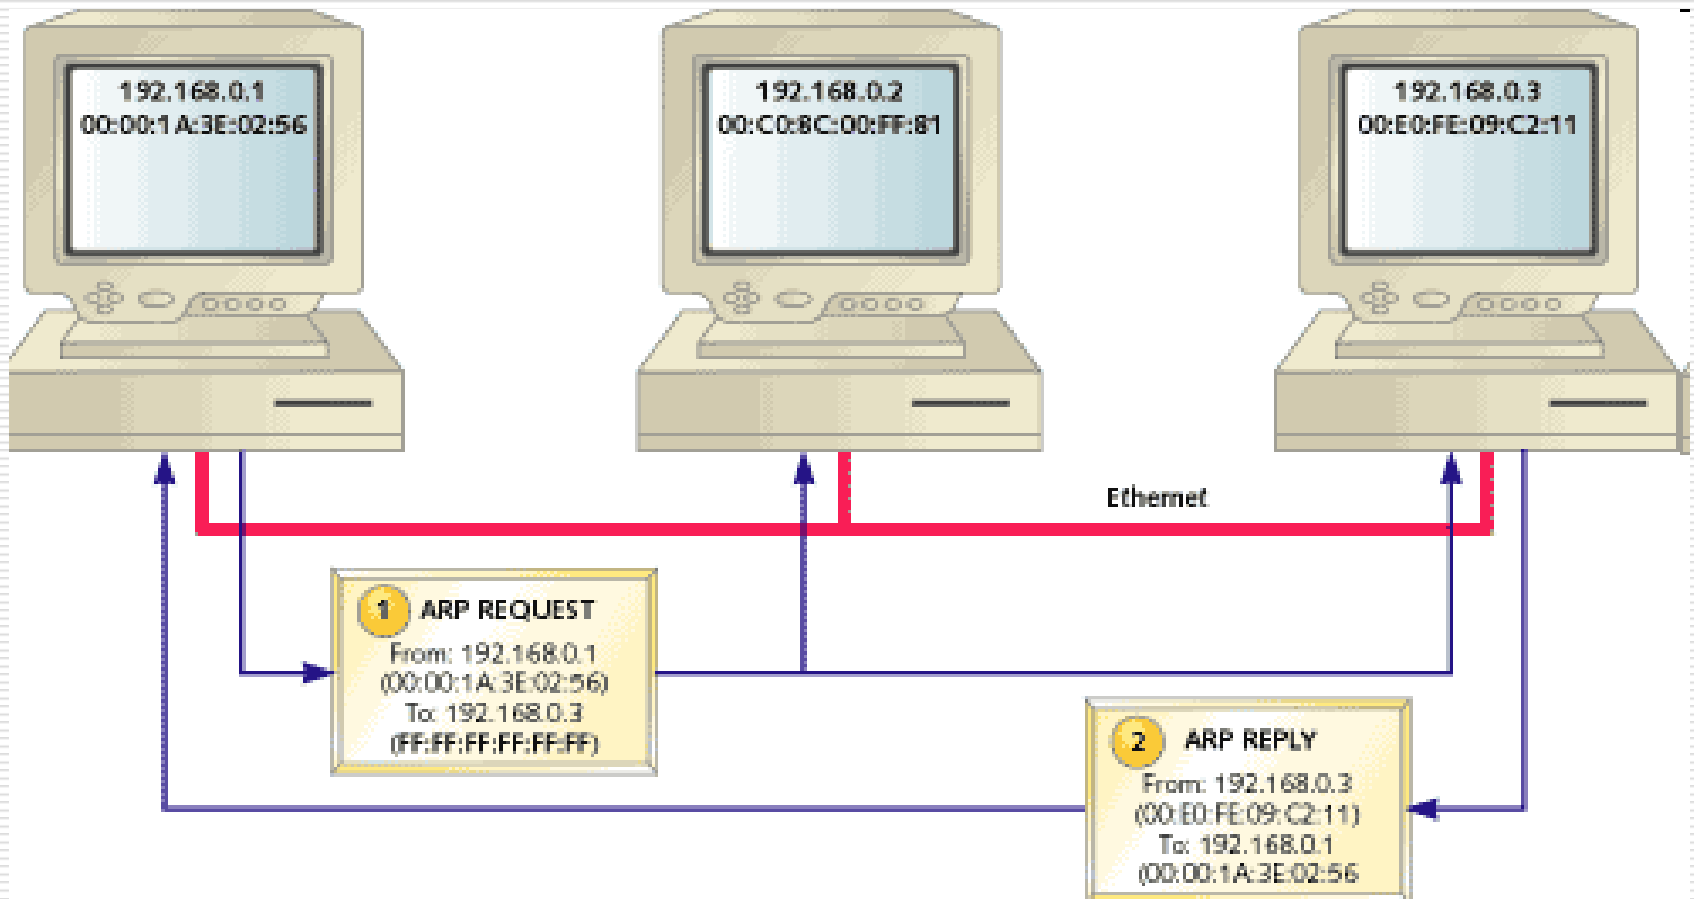 192.168.0.1
00:00:1A:3E:02:56
192.168.0.2
00:C0:8C:00:FF:81
192.168.0.3
00:E0:FE:09:C2:11
Ethernet
1 ARP REQUEST
From: 192.168.0.1
(00:00:1A:3E:02:56)
To: 192.168.0.3
(FF:FF:FF:FF:FF:FF)
2 ARP REPLY
From: 192.168.0.3
(00:E0:FE:09:C2:11)
To: 192.168.0.1
(00:00:1A:3E:02:56